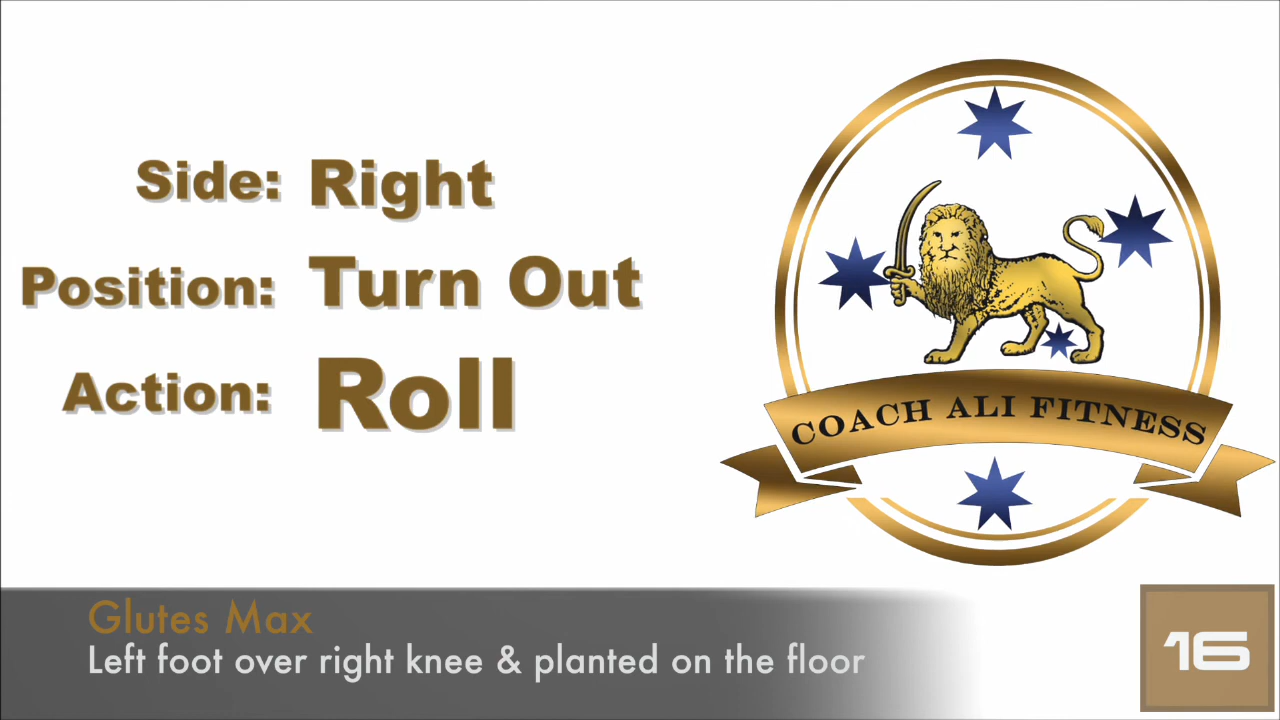 Side: Right
Position: Turn Out
Action: Roll
COACH ALI FITNESS
Glutes Max
Left foot over right knee & planted on the floor
16